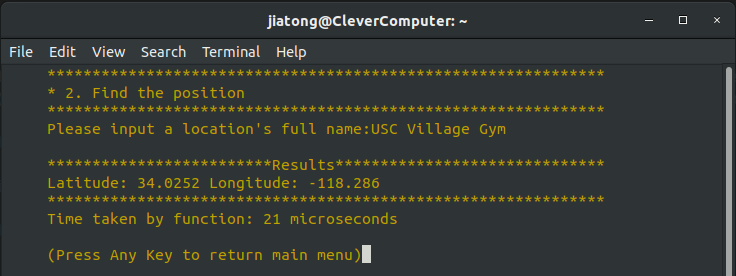 jiatong@CleverComputer: ~
File Edit View Search Terminal Help
**************************************************************
* 2. Find the position
**************************************************************
Please input a location's full name:USC Village Gym
*************************Results******************************
Latitude: 34.0252 Longitude: -118.286
**************************************************************
Time taken by function: 21 microseconds
(Press Any Key to return main menu)